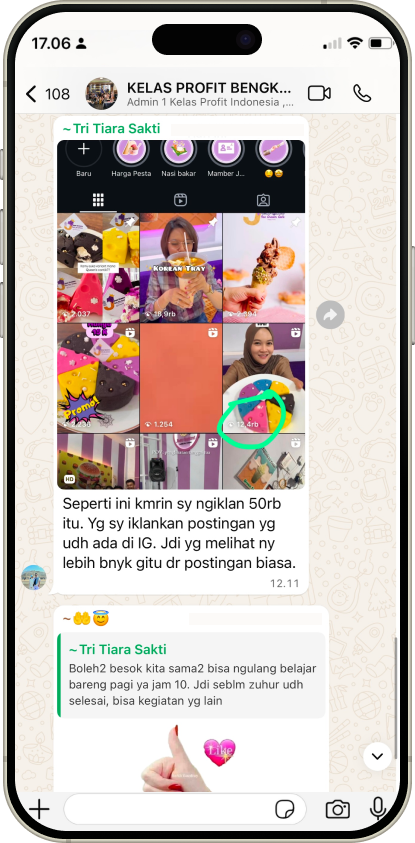 17.06
108
KELAS PROFIT BENGK...
Admin 1 Kelas Profit Indonesia ,...
~Tri Tiara Sakti
Baru
Harga Pesta
Nasi bakar
Mamber J...
2.037
KOREAN TRAY
18,9rb
2.194
Promo!
1.254
12,4rb
HD
Seperti ini kmrin sy ngiklan 50rb
itu. Yg sy iklankan postingan yg
udh ada di IG. Jdi yg melihat ny
lebih bnyk gitu dr postingan biasa.
12.11
~🤲😇
~Tri Tiara Sakti
Boleh2 besok kita sama2 bisa ngulang belajar
bareng pagi ya jam 10. Jdi seblm zuhur udh
selesai, bisa kegiatan yg lain
Like